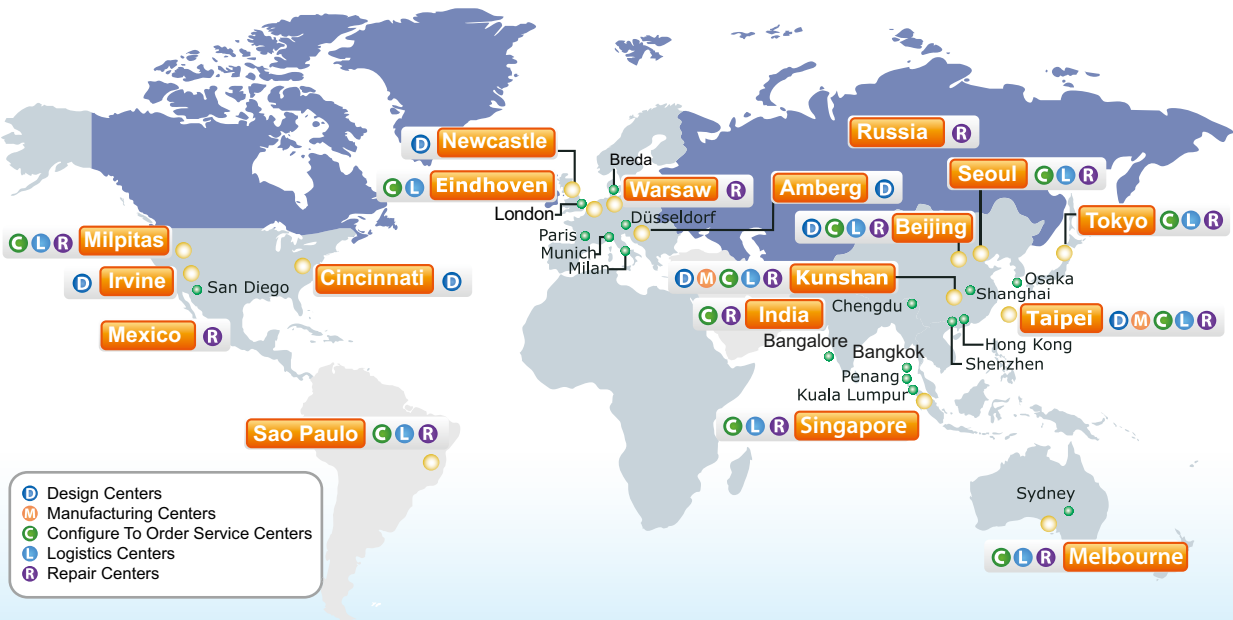 Russia R
D Newcastle
Breda
Seoul C L R
C L Eindhoven
Warsaw R
Amberg D
London
Düsseldorf
D C L R Beijing
Tokyo C L R
Paris
Munich
Milan
C L R Milpitas
D Irvine
San Diego
Cincinnati D
D M C L R Kunshan
Osaka
Shanghai
Chengdu
C R India
Taipei D M C L R
Mexico R
Bangalore
Bangkok
Hong Kong
Shenzhen
Penang
Kuala Lumpur
Sao Paulo C L R
C L R Singapore
D Design Centers
M Manufacturing Centers
C Configure To Order Service Centers
L Logistics Centers
R Repair Centers
Sydney
C L R Melbourne